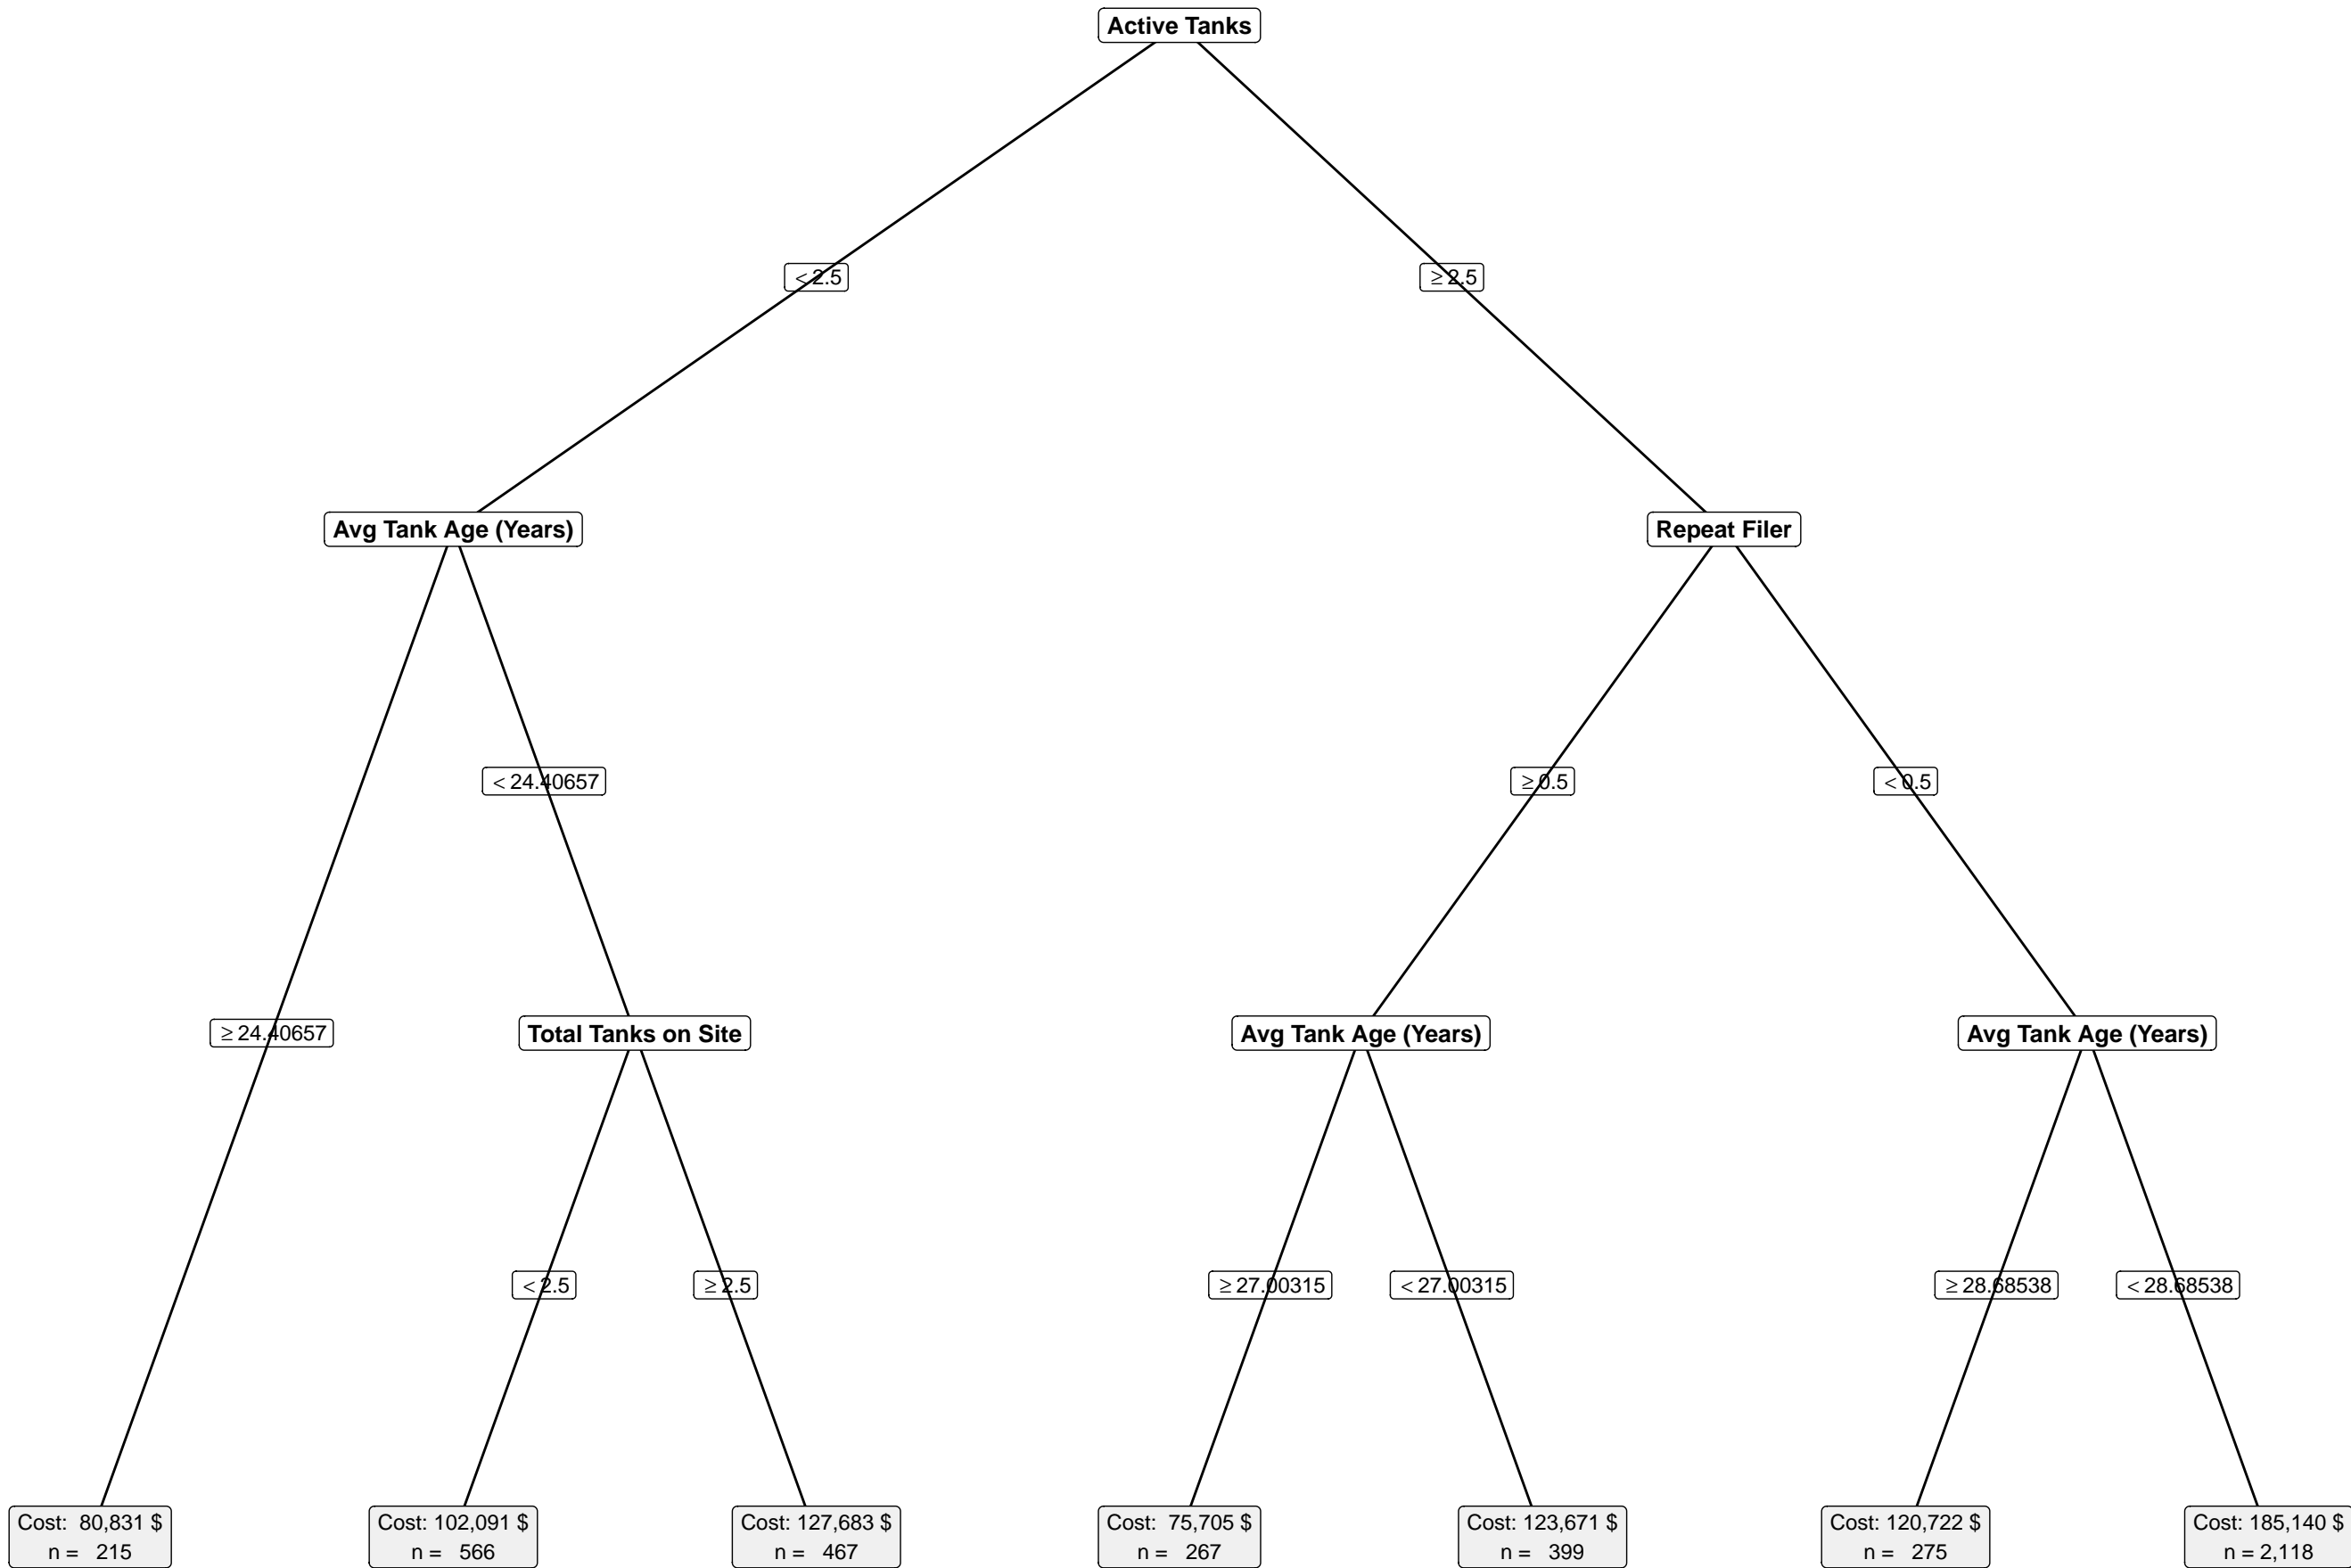 Active Tanks
< 2.5
≥ 2.5
Avg Tank Age (Years)
Repeat Filer
< 24.40657
≥ 0.5
< 0.5
≥ 24.40657
Total Tanks on Site
Avg Tank Age (Years)
Avg Tank Age (Years)
< 2.5
≥ 2.5
≥ 27.00315
< 27.00315
≥ 28.68538
< 28.68538
Cost: 80,831 $
n = 215
Cost: 102,091 $
n = 566
Cost: 127,683 $
n = 467
Cost: 75,705 $
n = 267
Cost: 123,671 $
n = 399
Cost: 120,722 $
n = 275
Cost: 185,140 $
n = 2,118